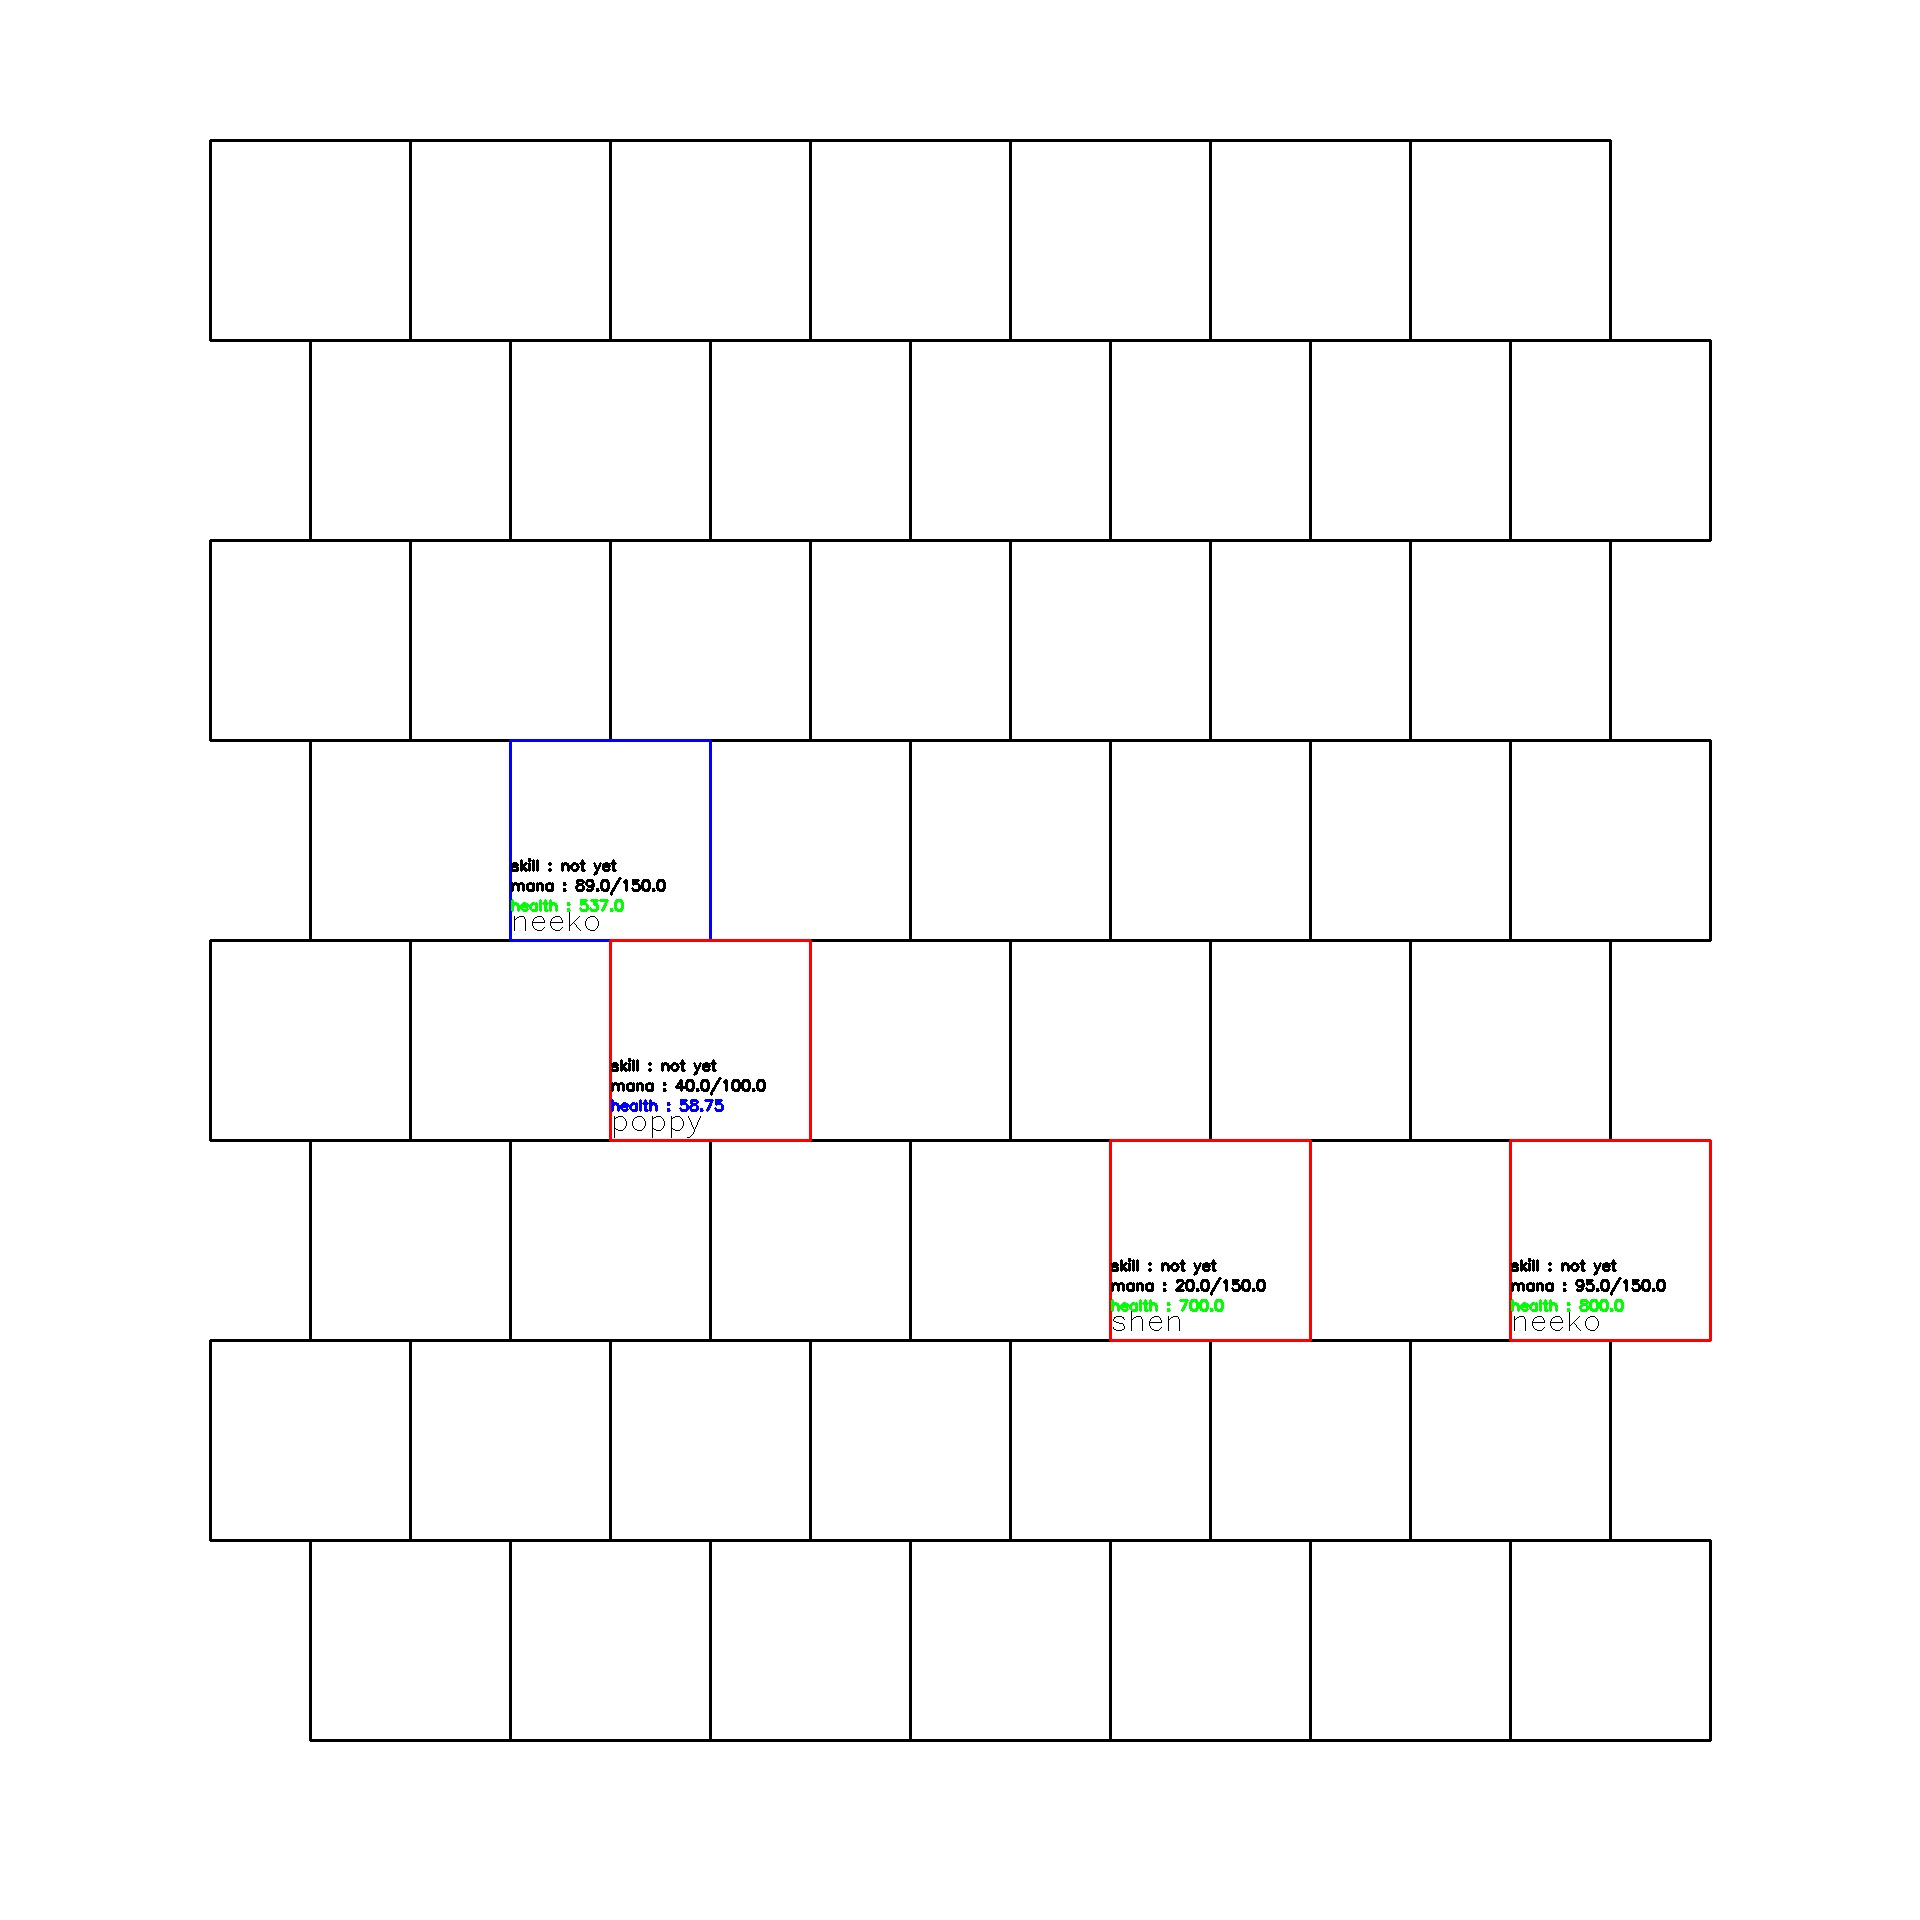 skill : not yet
mana : 89.0/150.0
health : 537.0
neeko
skill : not yet
mana : 40.0/100.0
health : 58.75
poppy
skill : not yet
mana : 20.0/150.0
health : 700.0
shen
skill : not yet
mana : 95.0/150.0
health : 800.0
neeko